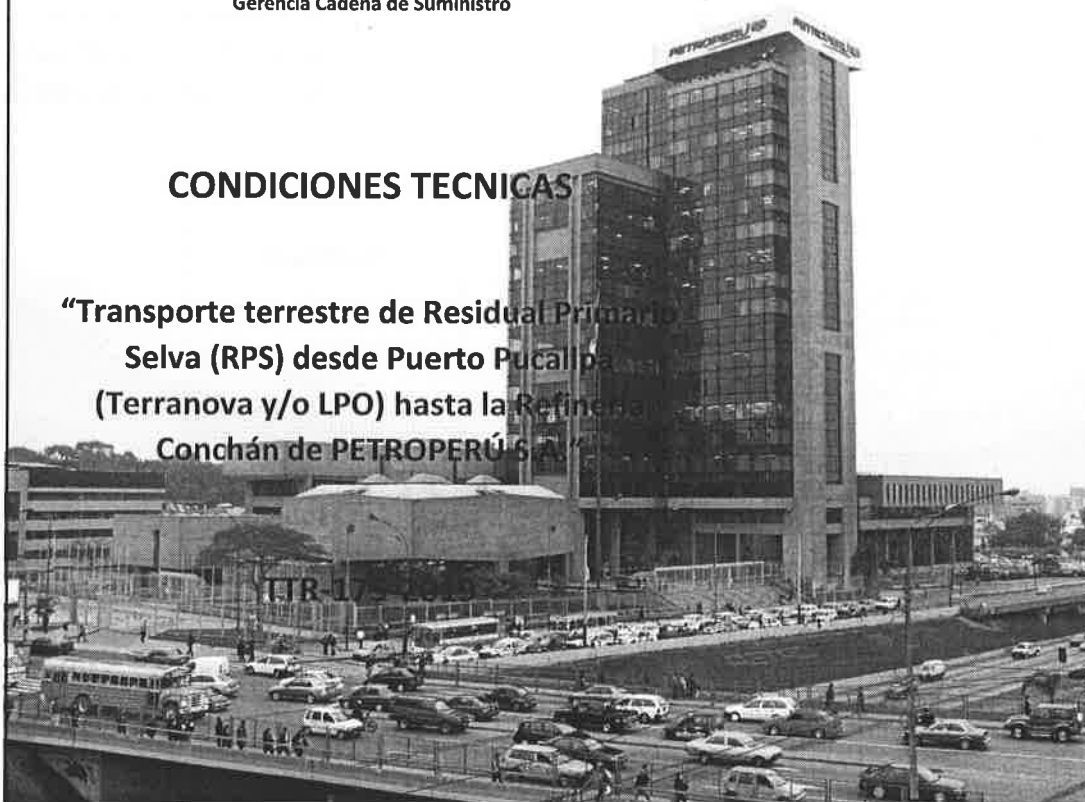 Gerencia Cadena de Suministro
PETROPERÚ
PETROPERÚ
CONDICIONES TECNICAS
“Transporte terrestre de Residual Primario
Selva (RPS) desde Puerto Pucallpa
(Terranova y/o LPO) hasta la Refinería
Conchán de PETROPERÚ S.A.”